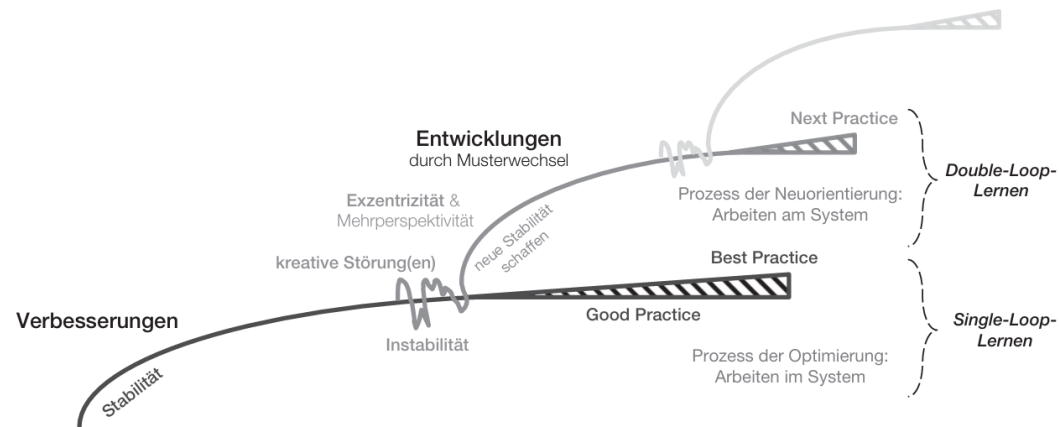 Next Practice
Entwicklungen
durch Musterwechsel
Double-Loop-
Lernen
Exzentrizität &
Mehrperspektivität
Prozess der Neuorientierung:
Arbeiten am System
neue Stabilität
schaffen
kreative Störung(en)
Best Practice
Good Practice
Verbesserungen
Single-Loop-
Lernen
Instabilität
Prozess der Optimierung:
Arbeiten im System
Stabilität